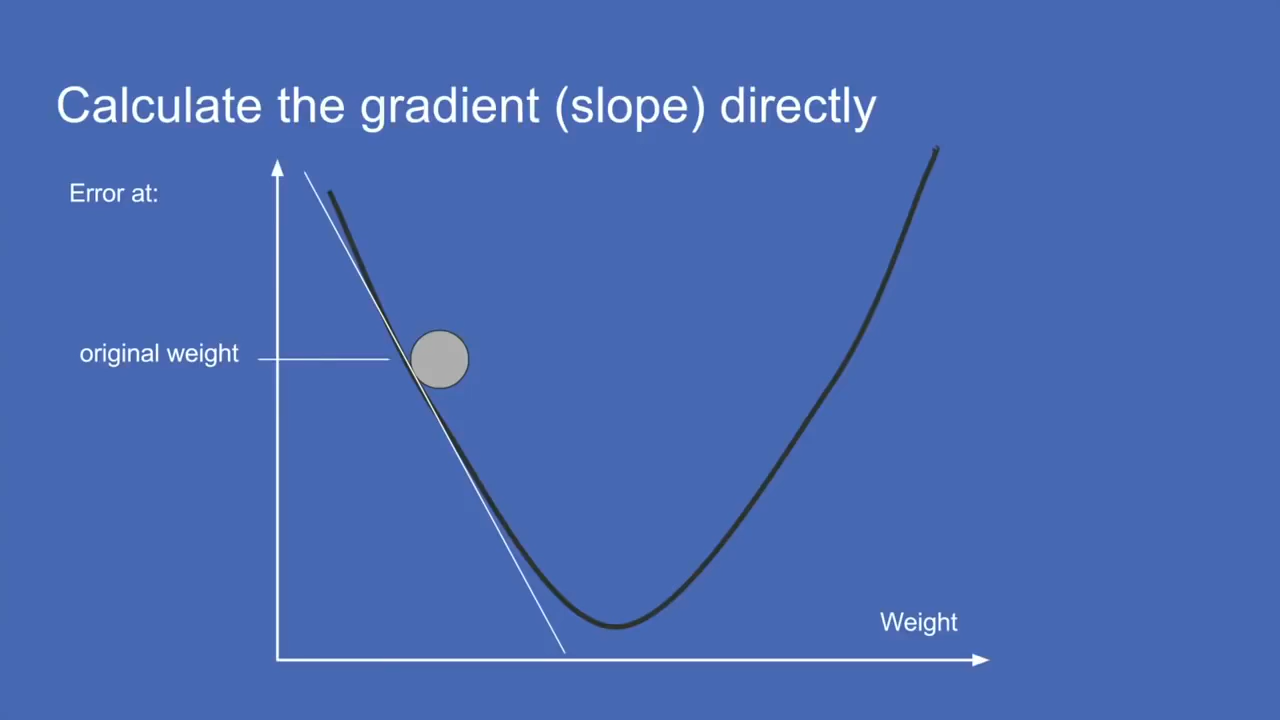 Calculate the gradient (slope) directly
Error at:
original weight
Weight